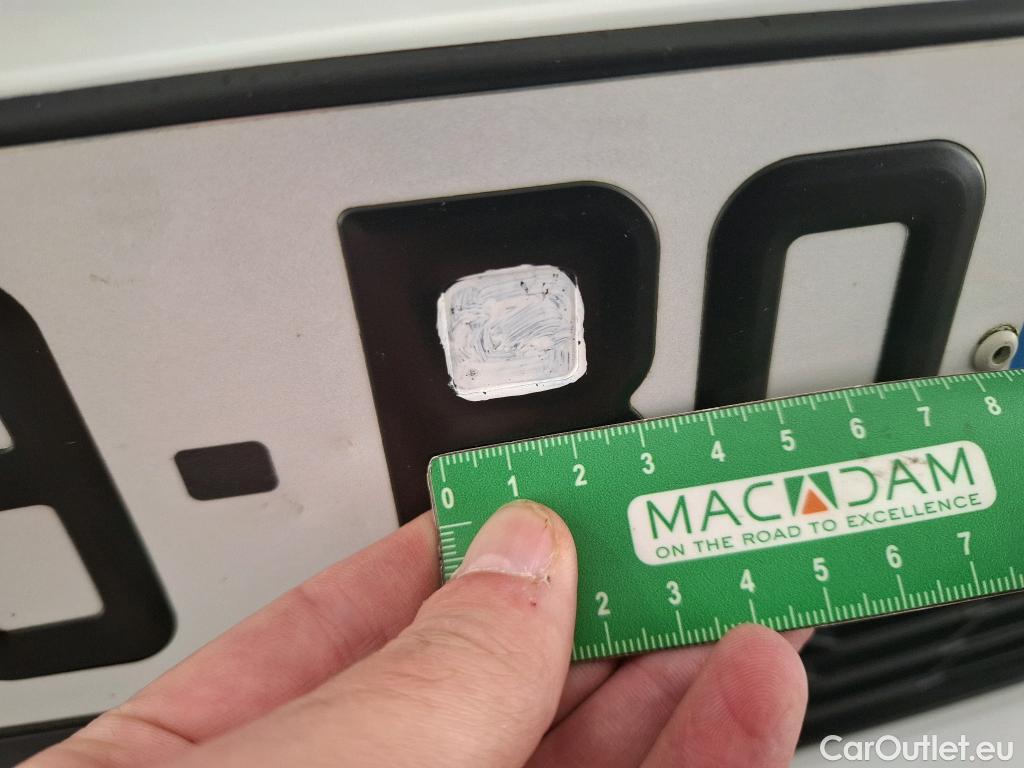 0 1 2 3 4 5 6 7 8
MACADAM
ON THE ROAD TO EXCELLENCE
2 3 4 5 6 7
CarOutlet.eu